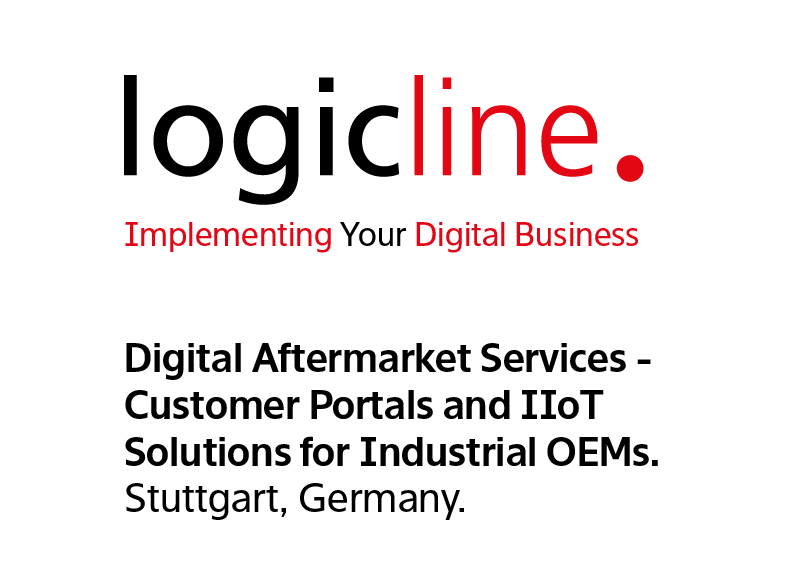 logicline.
Implementing Your Digital Business
Digital Aftermarket Services -
Customer Portals and IIoT
Solutions for Industrial OEMs.
Stuttgart, Germany.